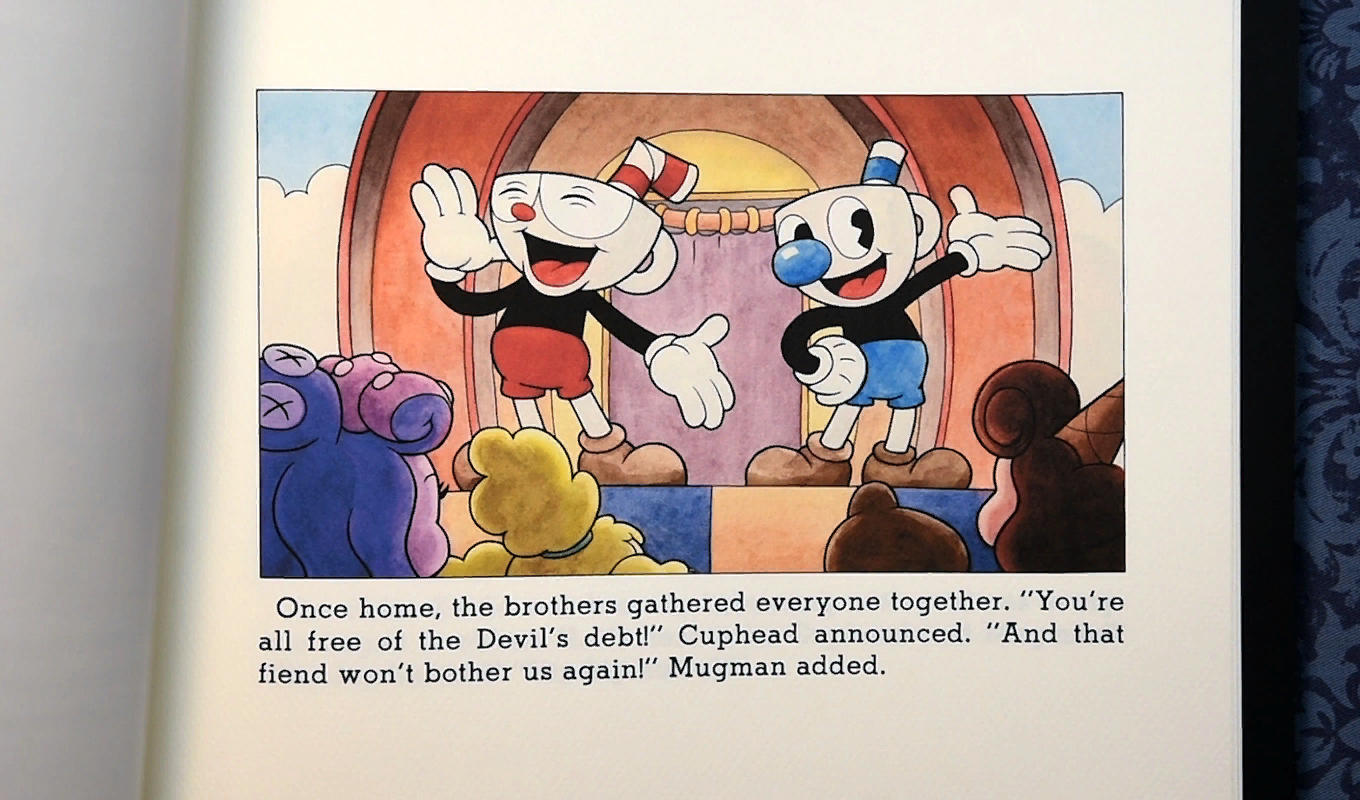 Once home, the brothers gathered everyone together. "You're
all free of the Devil's debt!" Cuphead announced. "And that
fiend won't bother us again!" Mugman added.